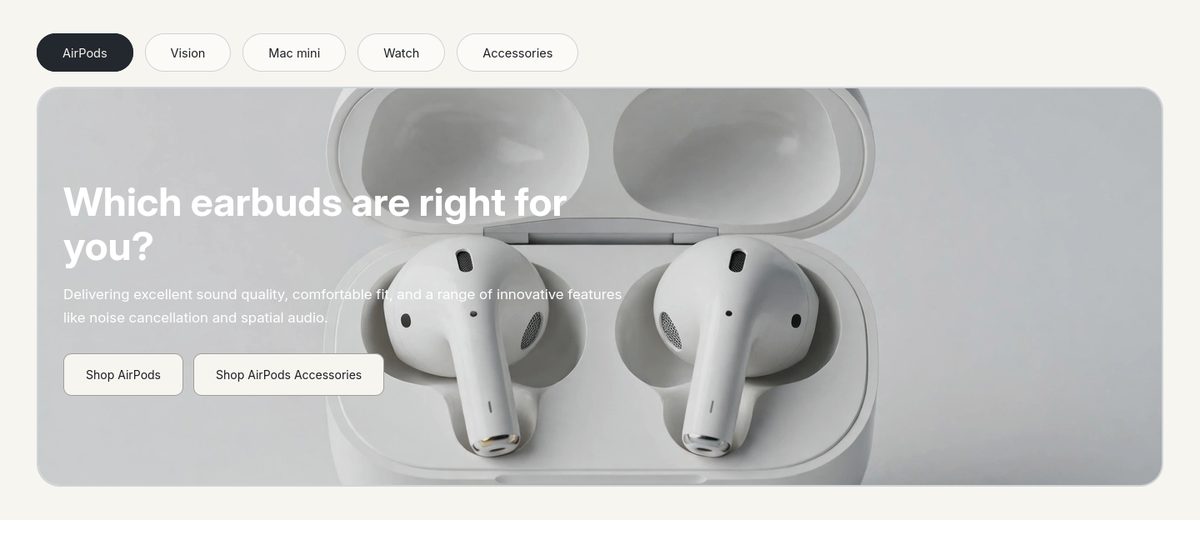 AirPods
Vision
Mac mini
Watch
Accessories
Which earbuds are right for
you?
Delivering excellent sound quality, comfortable fit, and a range of innovative features
like noise cancellation and spatial audio.
Shop AirPods
Shop AirPods Accessories